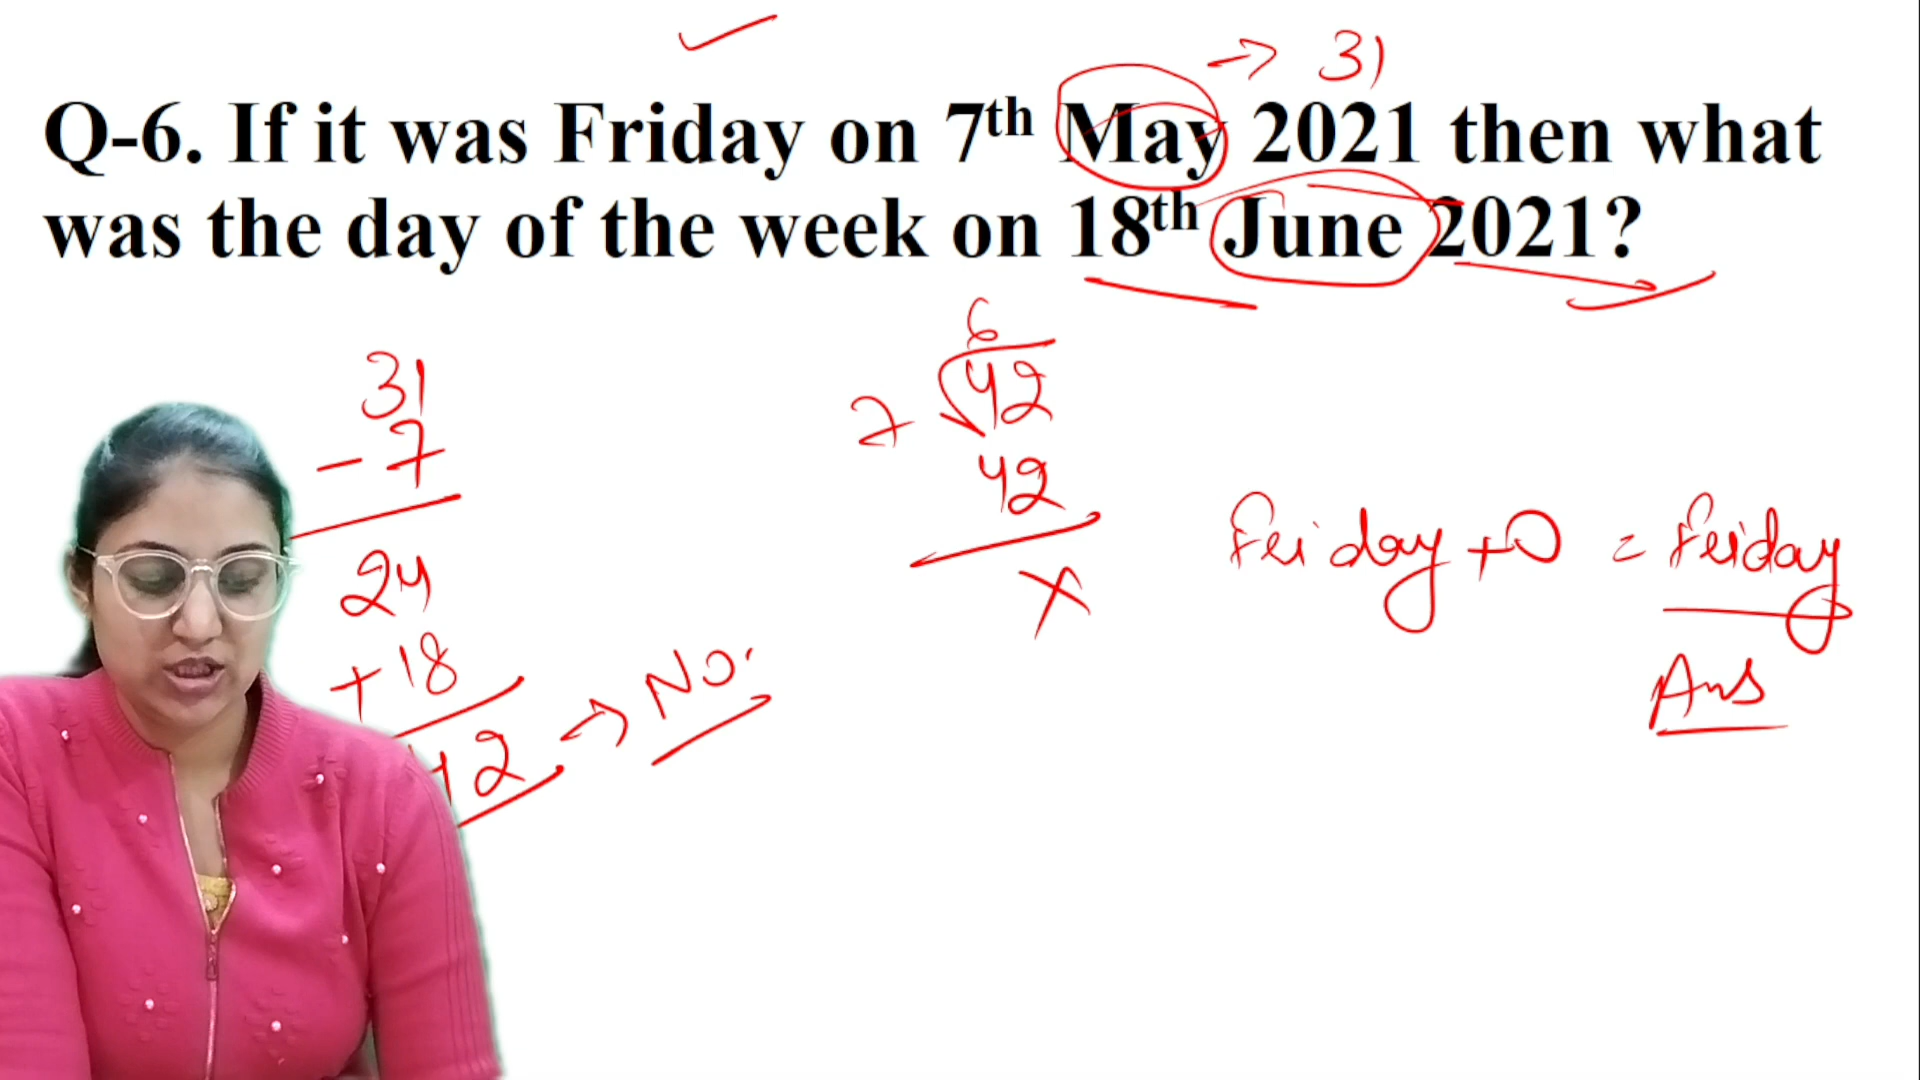 → 31
Q-6. If it was Friday on 7th May 2021 then what
was the day of the week on 18th June 2021?
31
- 7
24
+ 18
42 → No.
6
7 42
42
×
Friday + 0 = Friday
Ans